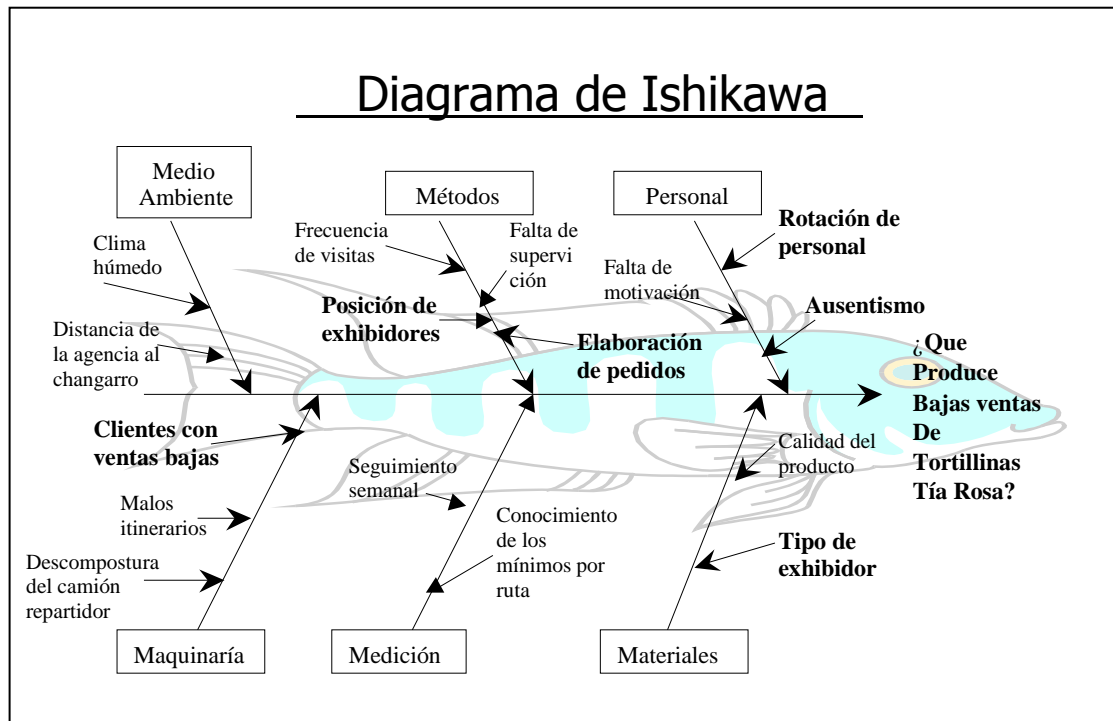 Diagrama de Ishikawa
Medio
Ambiente
Métodos
Personal
Clima
húmedo
Distancia de
la agencia al
changarro
Frecuencia
de visitas
Falta de
supervi
ción
Posición de
exhibidores
Elaboración
de pedidos
Rotación de
personal
Falta de
motivación
Ausentismo
¿Que
Produce
Bajas ventas
De
Tortillinas
Tía Rosa?
Clientes con
ventas bajas
Malos
itinerarios
Descompostura
del camión
repartidor
Seguimiento
semanal
Conocimiento
de los
mínimos por
ruta
Calidad del
producto
Tipo de
exhibidor
Maquinaría
Medición
Materiales